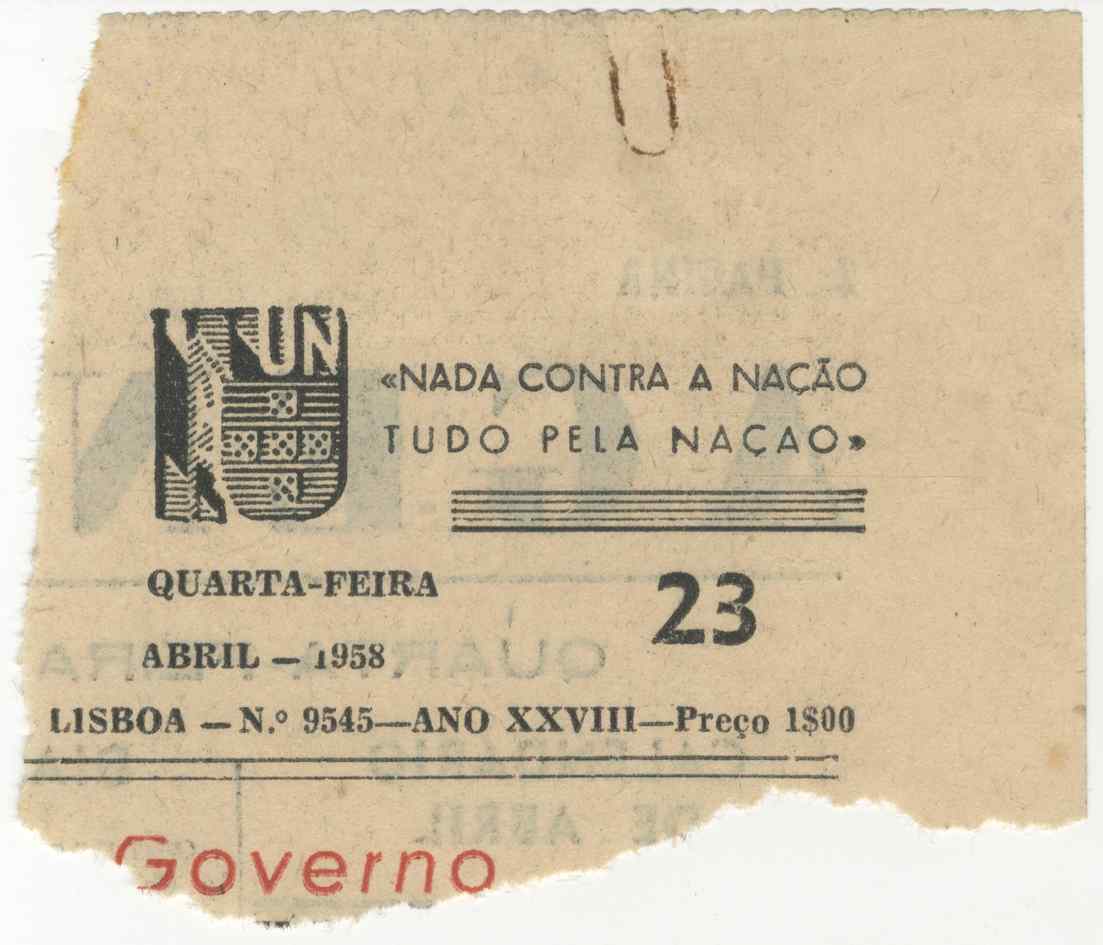 UN
«NADA CONTRA A NAÇÃO
TUDO PELA NAÇAO»
QUARTA-FEIRA
23
ABRIL — 1958
LISBOA — N.º 9545—ANO XXVIII—Preço 1$00
Governo